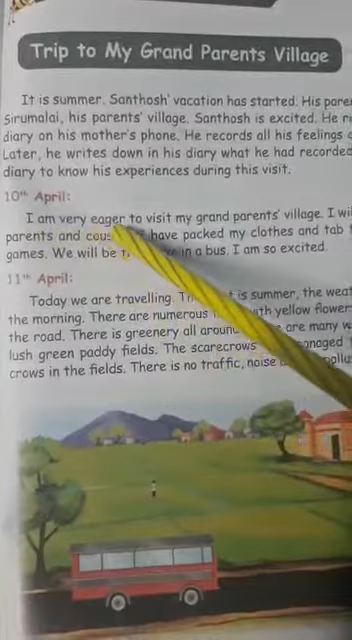 Trip to My Grand Parents Village
It is summer. Santhosh' vacation has started. His
Sirumalai, his parents' village. Santhosh is excited. He
diary on his mother's phone. He records all his feelings
Later, he writes down in his diary what he had recorded
diary to know his experiences during this visit.
10th April:
I am very eager to visit my grand parents' village. I
parents and have packed my clothes and tab
games. We will be in a bus. I am so excited.
11th April:
Today we are travelling. is summer, the
the morning. There are numerous with yellow
the road. There is greenery all are many
lush green paddy fields. The scarecrows
crows in the fields. There is no traffic, noise